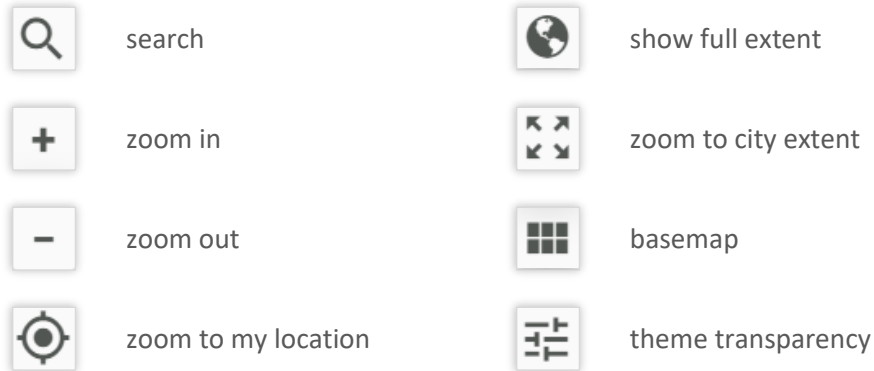 search
zoom in
zoom out
zoom to my location
show full extent
zoom to city extent
basemap
theme transparency